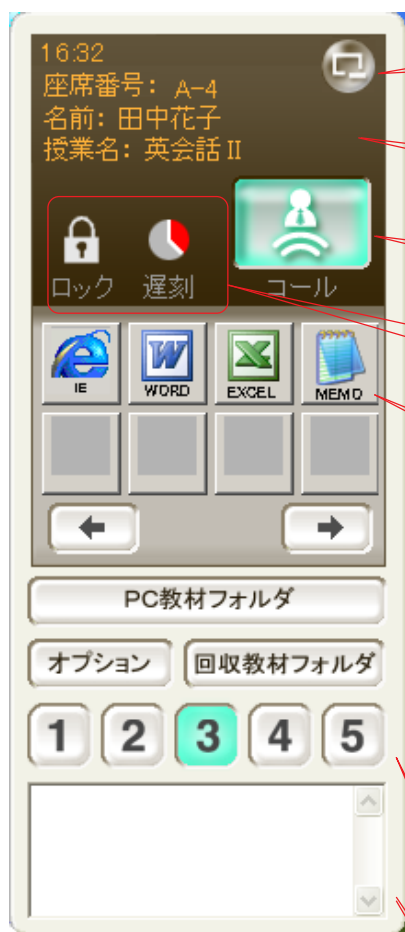 16:32
座席番号: A-4
名前: 田中花子
授業名: 英会話 II
ロック 遅刻 コール
IE WORD EXCEL MEMO
PC教材フォルダ
オプション 回収教材フォルダ
1 2 3 4 5